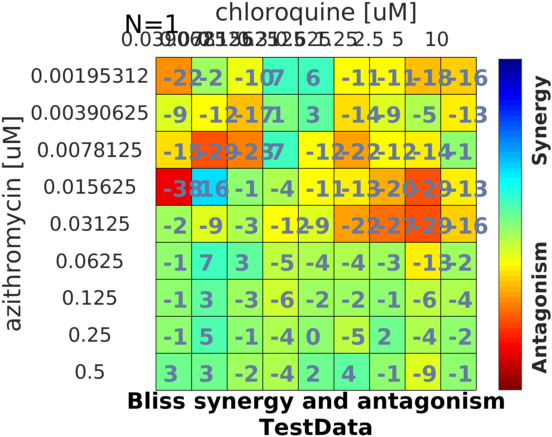 chloroquine [uM]
N=1
2.5 5 10
0.00195312 -22 -2 -10 7 6 -11 -11 -18 -16
0.00390625 -9 -12 -17 1 3 -14 -9 -5 -13
0.0078125 -15 -29 -23 7 -12 -22 -12 -14 -1
0.015625 -38 16 -1 -4 -11 -13 -20 -29 -13
0.03125 -2 -9 -3 -12 -9 -22 -27 -29 -16
0.0625 -1 7 3 -5 -4 -4 -3 -13 -2
0.125 -1 3 -3 -6 -2 -2 -1 -6 -4
0.25 -1 5 -1 -4 0 -5 2 -4 -2
0.5 3 3 -2 -4 2 4 -1 -9 -1
azithromycin [uM]
Synergy
Antagonism
Bliss synergy and antagonism
TestData